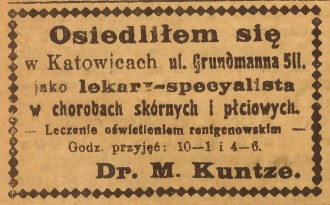 Osiedliłem się
w Katowicach ul. Grundmanna 5II.
jako lekarz-specyalista
w chorobach skórnych i płciowych.
— Leczenie oświetleniem rentgenowskim —
Godz. przyjęć: 10—1 i 4—6.
Dr. M. Kuntze.